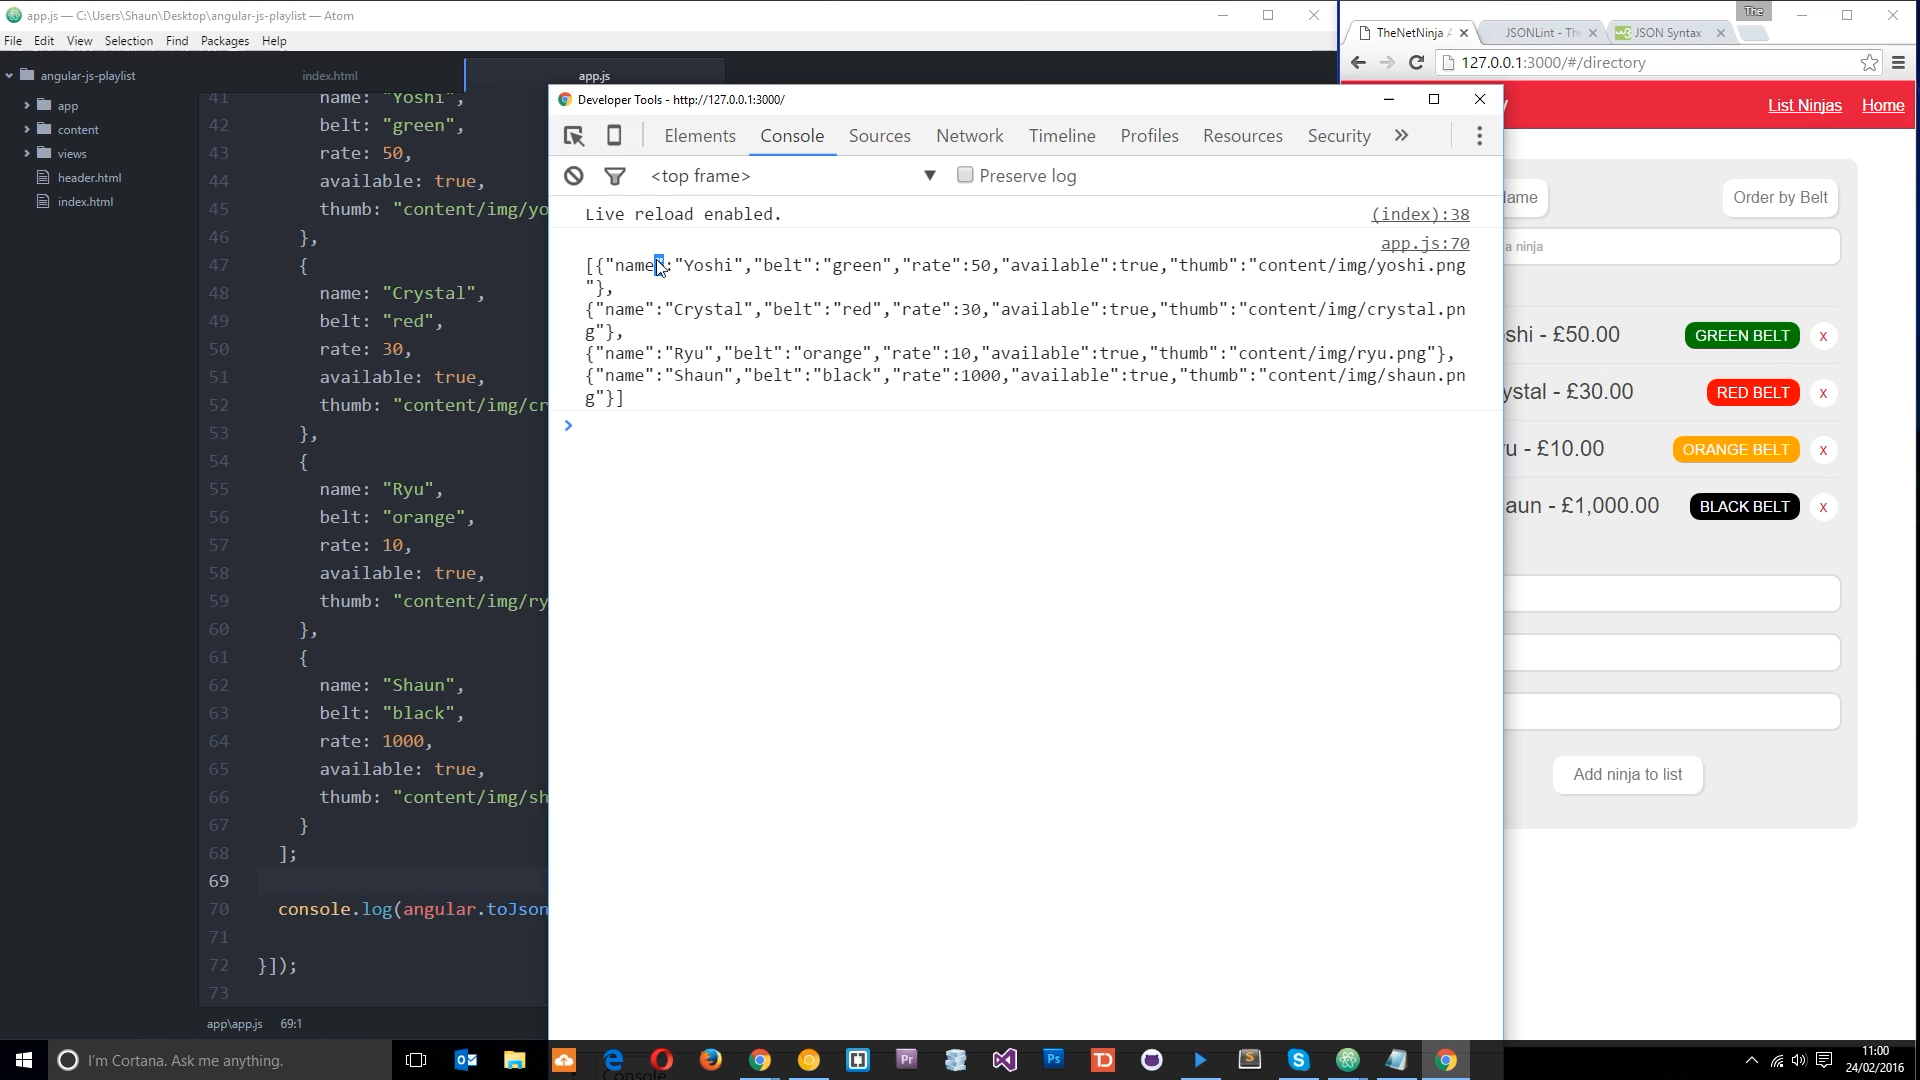 app.js — C:\Users\Shaun\Desktop\angular-js-playlist — Atom
File Edit View Selection Find Packages Help
angular-js-playlist
app
content
views
header.html
index.html
index.html
app.js
41 name: "Yoshi",
42 belt: "green",
43 rate: 50,
44 available: true,
45 thumb: "content/img/yo
46 },
47 {
48 name: "Crystal",
49 belt: "red",
50 rate: 30,
51 available: true,
52 thumb: "content/img/cr
53 },
54 {
55 name: "Ryu",
56 belt: "orange",
57 rate: 10,
58 available: true,
59 thumb: "content/img/ry
60 },
61 {
62 name: "Shaun",
63 belt: "black",
64 rate: 1000,
65 available: true,
66 thumb: "content/img/sh
67 }
68 ];
69
70 console.log(angular.toJson
71
72 }]);
73
app\app.js 69:1
Developer Tools - http://127.0.0.1:3000/
Elements Console Sources Network Timeline Profiles Resources Security »
<top frame> Preserve log
Live reload enabled. (index):38
app.js:70
[{"name":"Yoshi","belt":"green","rate":50,"available":true,"thumb":"content/img/yoshi.png
"},
{"name":"Crystal","belt":"red","rate":30,"available":true,"thumb":"content/img/crystal.pn
g"},
{"name":"Ryu","belt":"orange","rate":10,"available":true,"thumb":"content/img/ryu.png"},
{"name":"Shaun","belt":"black","rate":1000,"available":true,"thumb":"content/img/shaun.pn
g"}]
The
TheNetNinja JSONLint - Th JSON Syntax
127.0.0.1:3000/#/directory
y List Ninjas Home
ame Order by Belt
a ninja
shi - £50.00 GREEN BELT x
ystal - £30.00 RED BELT x
u - £10.00 ORANGE BELT x
aun - £1,000.00 BLACK BELT x
Add ninja to list
I'm Cortana. Ask me anything.
Console
11:00
24/02/2016